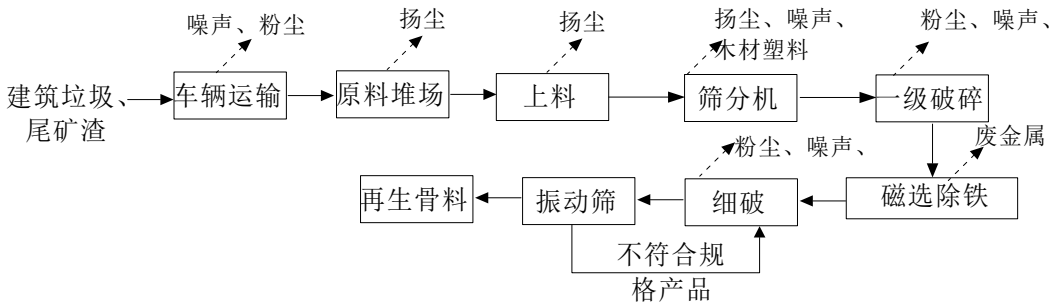 噪声、粉尘
扬尘
扬尘
扬尘、噪声、
木材塑料
粉尘、噪声、
建筑垃圾、
尾矿渣
车辆运输
原料堆场
上料
筛分机
一级破碎
粉尘、噪声、
废金属
再生骨料
振动筛
细破
磁选除铁
不符合规
格产品